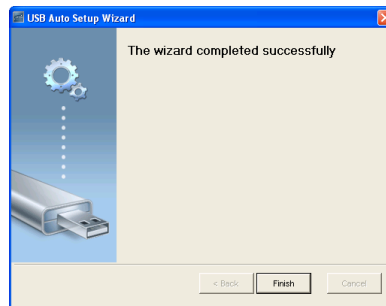 USB Auto Setup Wizard
The wizard completed successfully
< Back
Finish
Cancel